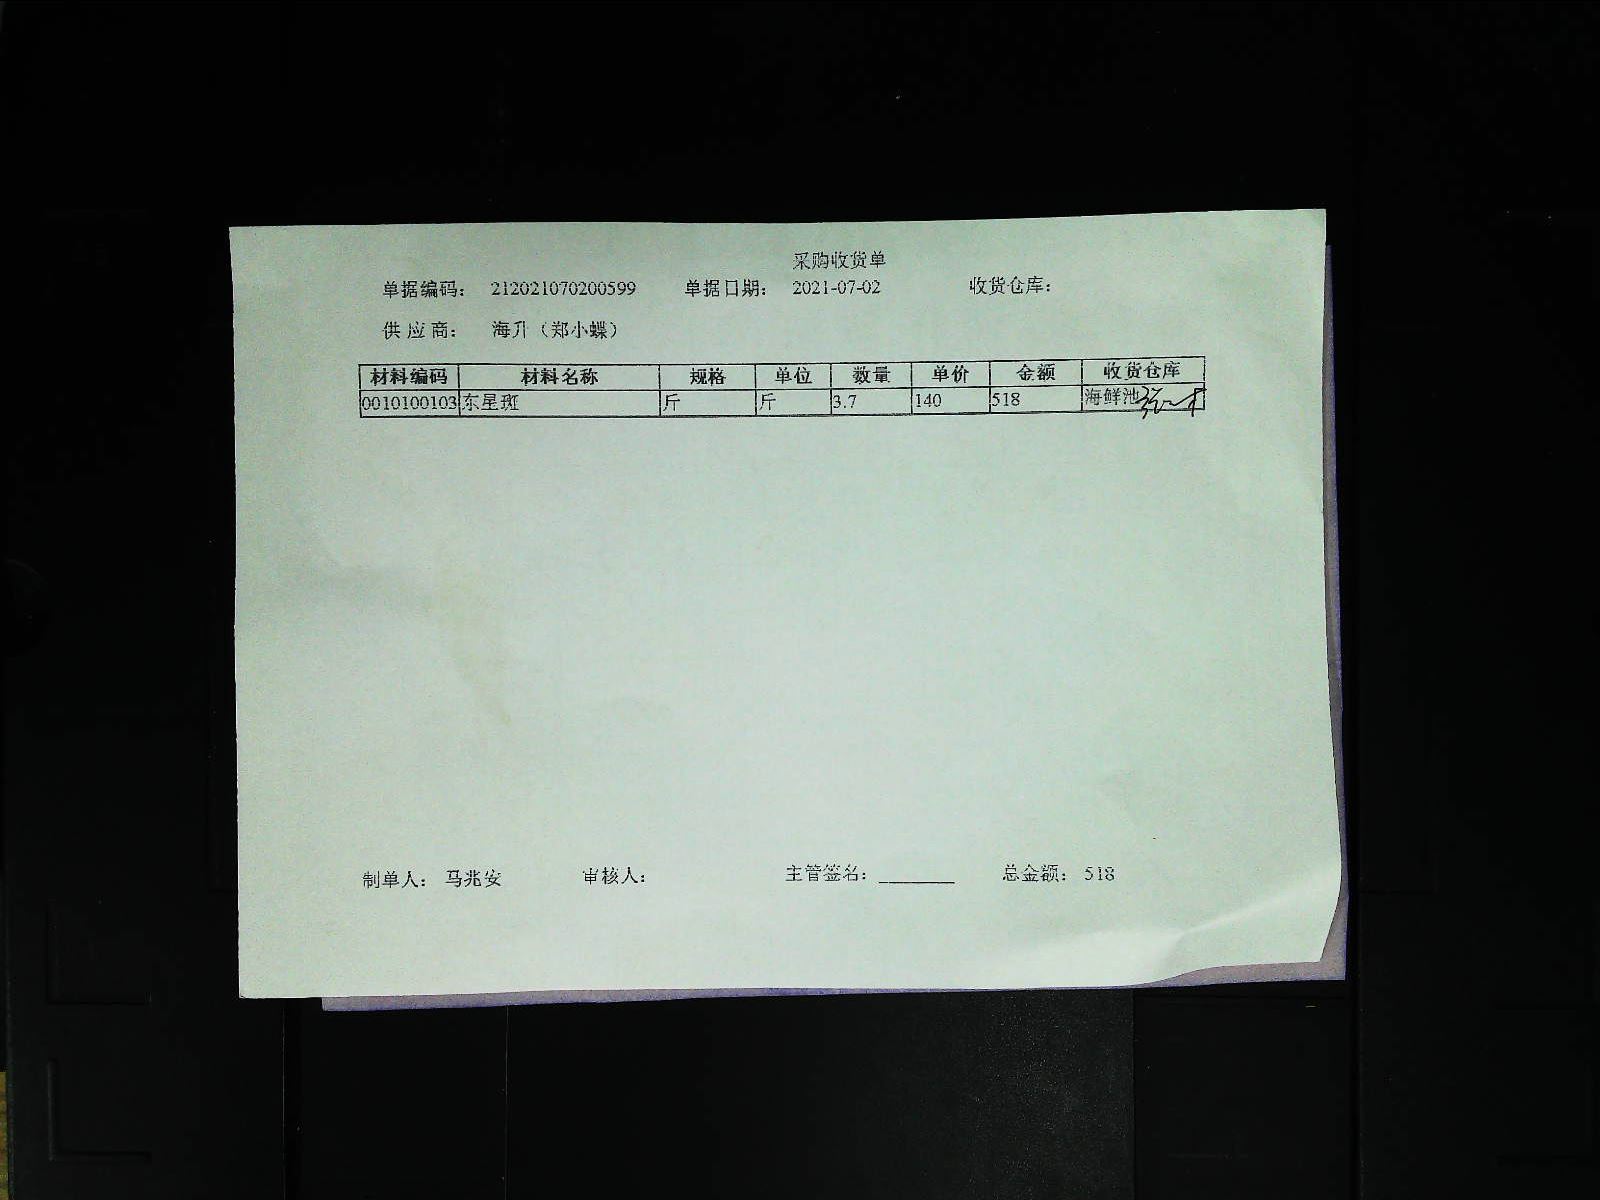 采购收货单
单据编码： 212021070200599 单据日期： 2021-07-02 收货仓库：
供 应 商： 海升（郑小蝶）
材料编码 材料名称 规格 单位 数量 单价 金额 收货仓库
0010100103 东星斑 斤 斤 3.7 140 518 海鲜池
制单人： 马兆安 审核人： 主管签名： 总金额： 518